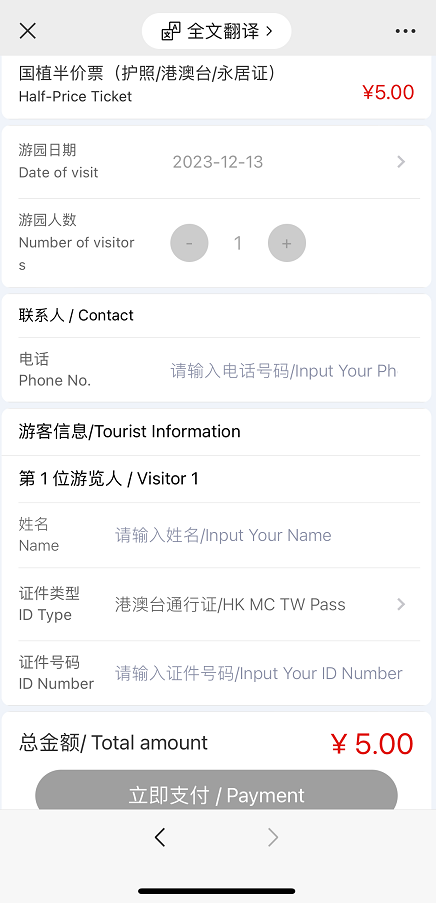 全文翻译
国植半价票（护照/港澳台/永居证）
Half-Price Ticket
¥5.00
游园日期
Date of visit
2023-12-13
游园人数
Number of visitor
s
- 1 +
联系人 / Contact
电话
Phone No.
请输入电话号码/Input Your Ph
游客信息/Tourist Information
第 1 位游览人 / Visitor 1
姓名
Name
请输入姓名/Input Your Name
证件类型
ID Type
港澳台通行证/HK MC TW Pass
证件号码
ID Number
请输入证件号码/Input Your ID Number
总金额/ Total amount
¥ 5.00
立即支付 / Payment